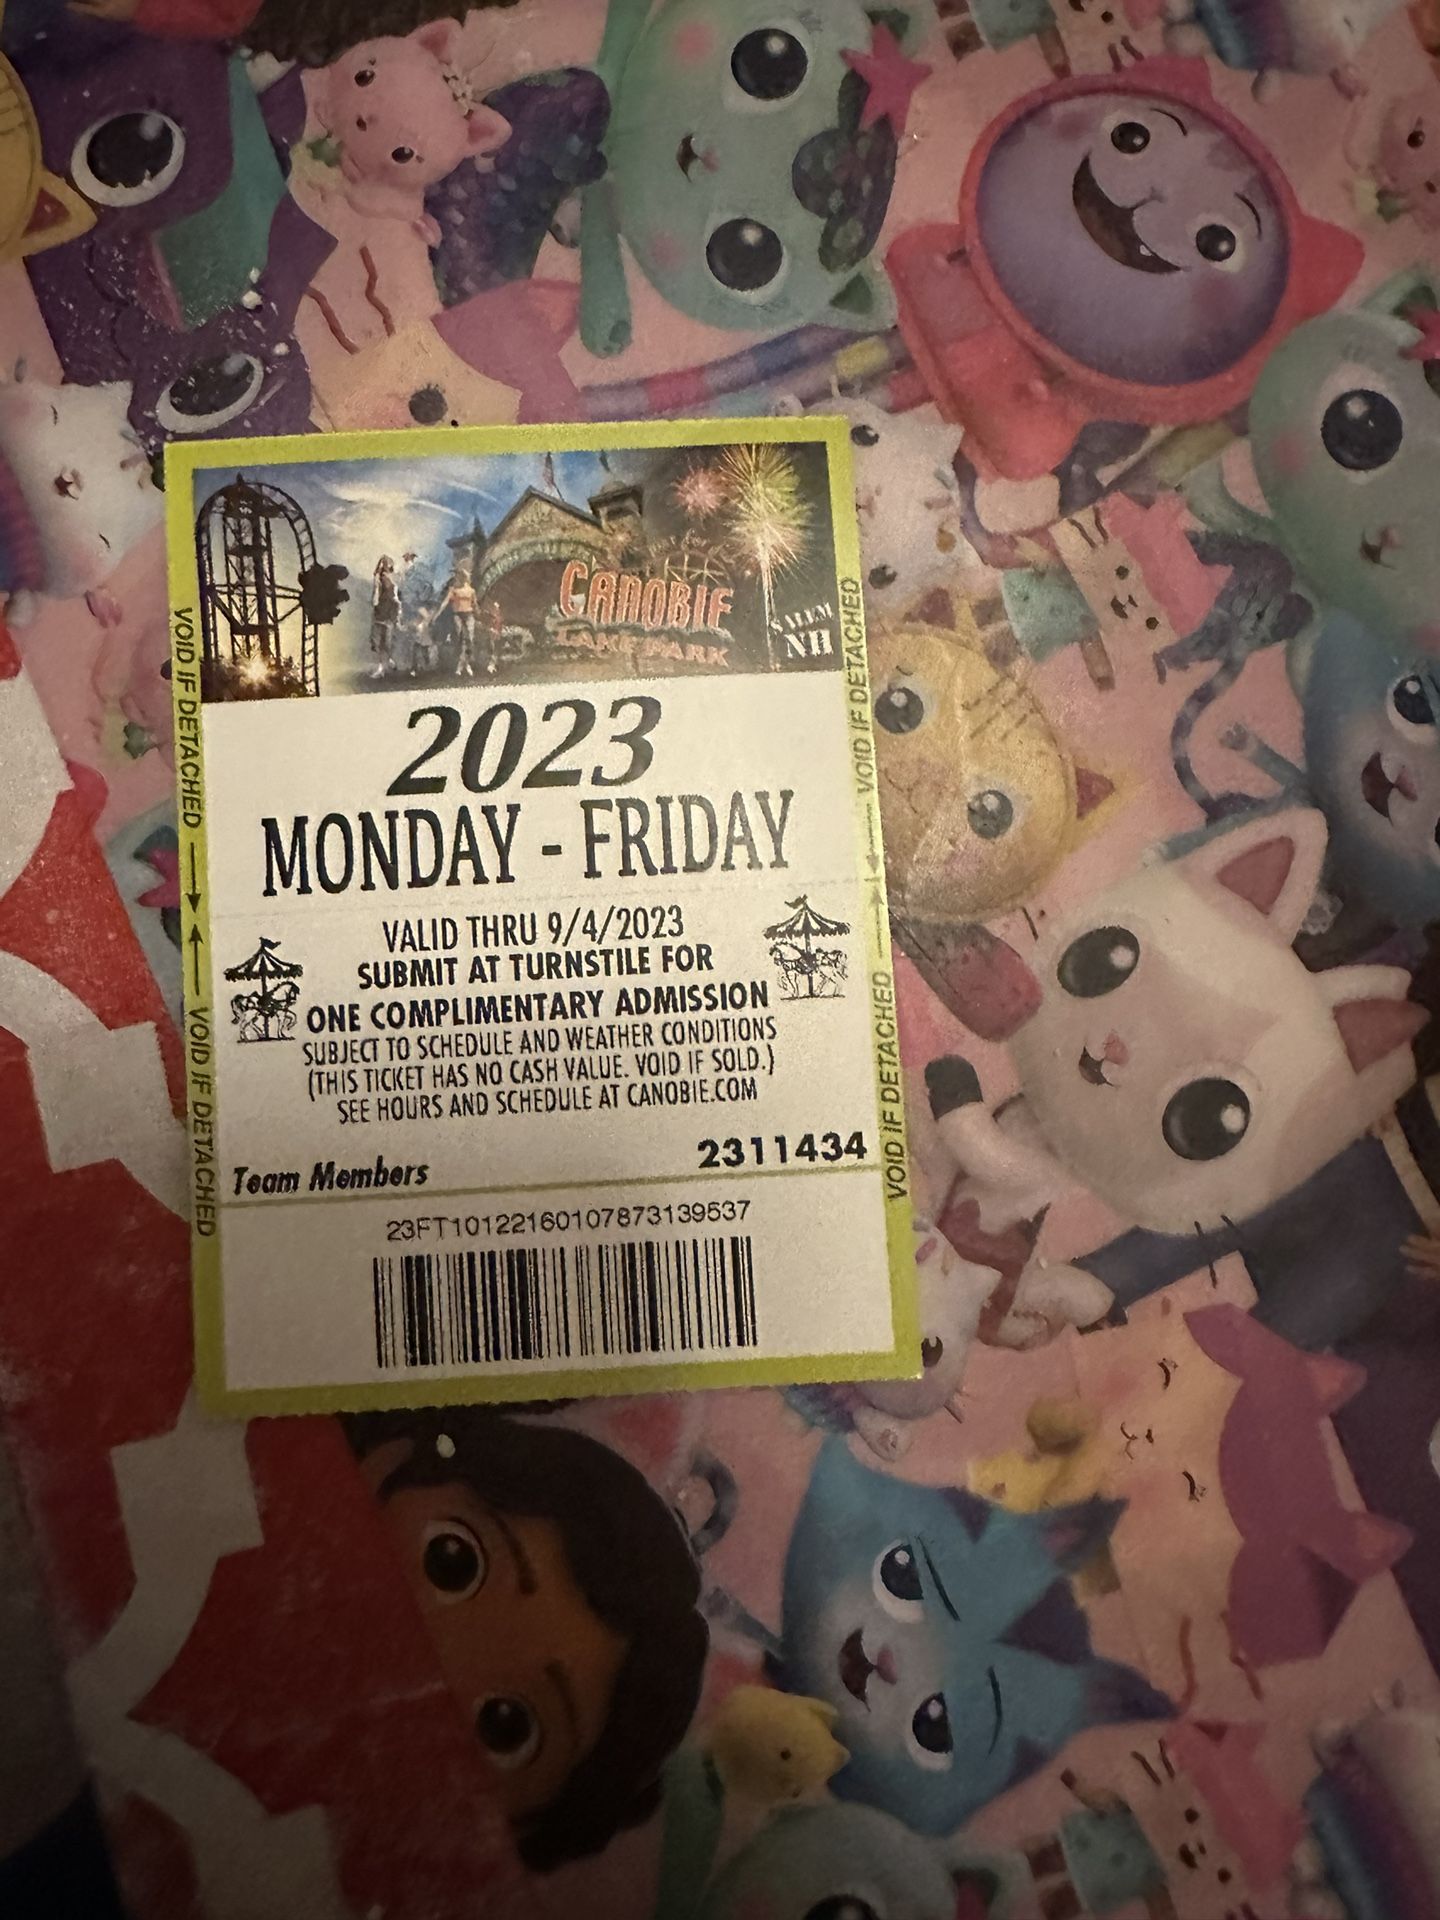 CANOBIE
LAKE PARK
SALEM
NH
2023
MONDAY - FRIDAY
VALID THRU 9/4/2023
SUBMIT AT TURNSTILE FOR
ONE COMPLIMENTARY ADMISSION
SUBJECT TO SCHEDULE AND WEATHER CONDITIONS
(THIS TICKET HAS NO CASH VALUE. VOID IF SOLD.)
SEE HOURS AND SCHEDULE AT CANOBIE.COM
Team Members
2311434
23FT10122160107873139537
VOID IF DETACHED
VOID IF DETACHED
VOID IF DETACHED
VOID IF DETACHED